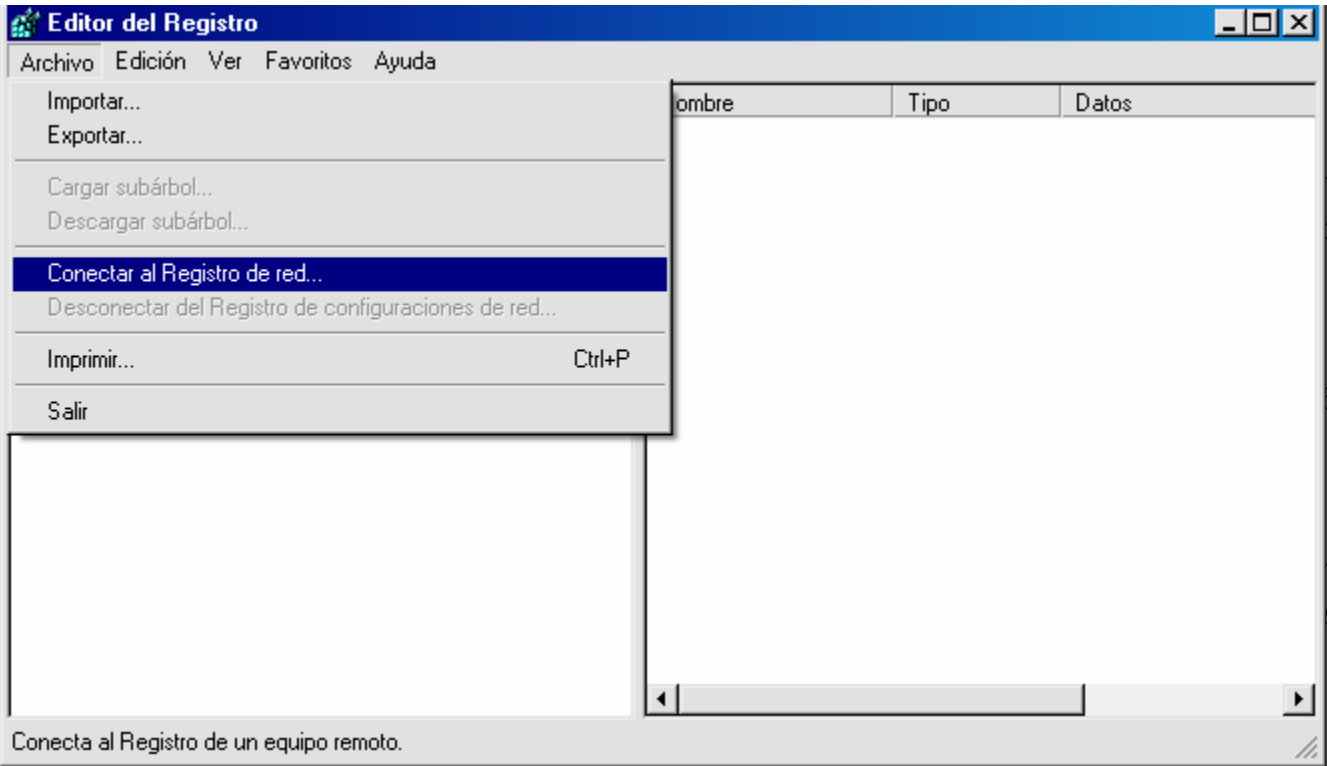 Editor del Registro
Archivo Edición Ver Favoritos Ayuda
Importar...
Exportar...
Cargar subárbol...
Descargar subárbol...
Conectar al Registro de red...
Desconectar del Registro de configuraciones de red...
Imprimir... Ctrl+P
Salir
ombre Tipo Datos
Conecta al Registro de un equipo remoto.